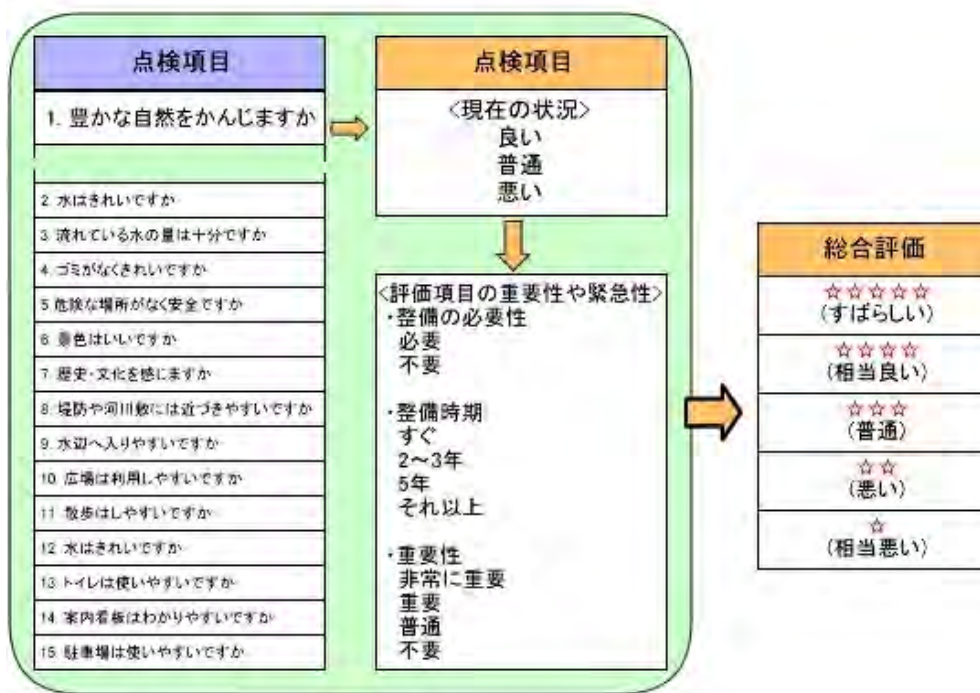 点検項目
1. 豊かな自然をかんじますか
2. 水はきれいですか
3. 流れている水の量は十分ですか
4. ゴミがなくきれいですか
5. 危険な場所がなく安全ですか
6. 景色はいいですか
7. 歴史・文化を感じますか
8. 堤防や河川敷には近づきやすいですか
9. 水辺へ入りやすいですか
10. 広場は利用しやすいですか
11. 散歩はしやすいですか
12. 水はきれいですか
13. トイレは使いやすいですか
14. 案内看板はわかりやすいですか
15. 駐車場は使いやすいですか
点検項目
<現在の状況>
良い
普通
悪い
<評価項目の重要性や緊急性>
・整備の必要性
必要
不要
・整備時期
すぐ
2～3年
5年
それ以上
・重要性
非常に重要
重要
普通
不要
総合評価
☆☆☆☆☆
(すばらしい)
☆☆☆☆
(相当良い)
☆☆☆
(普通)
☆☆
(悪い)
☆
(相当悪い)